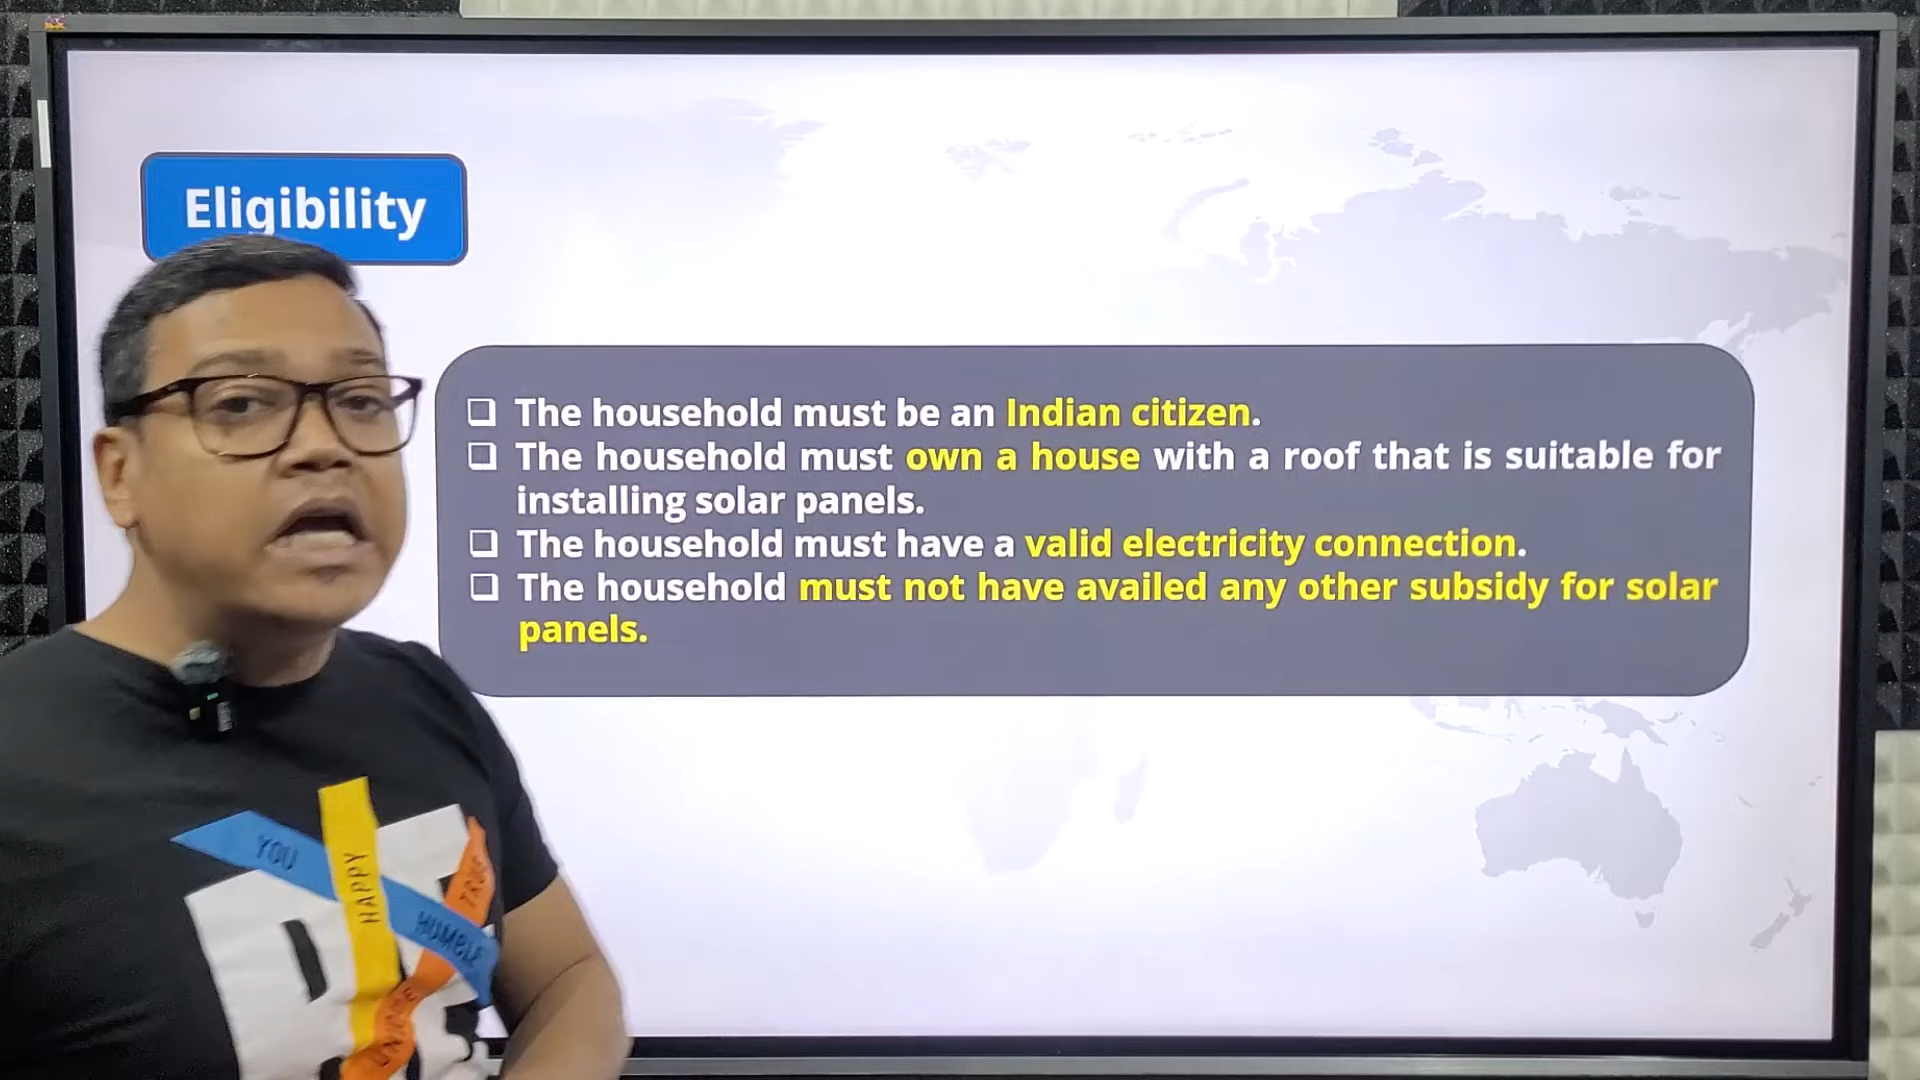 Eligibility
❑ The household must be an Indian citizen.
❑ The household must own a house with a roof that is suitable for
installing solar panels.
❑ The household must have a valid electricity connection.
❑ The household must not have availed any other subsidy for solar
panels.
YOU
HAPPY
HUMBLE
TRUE